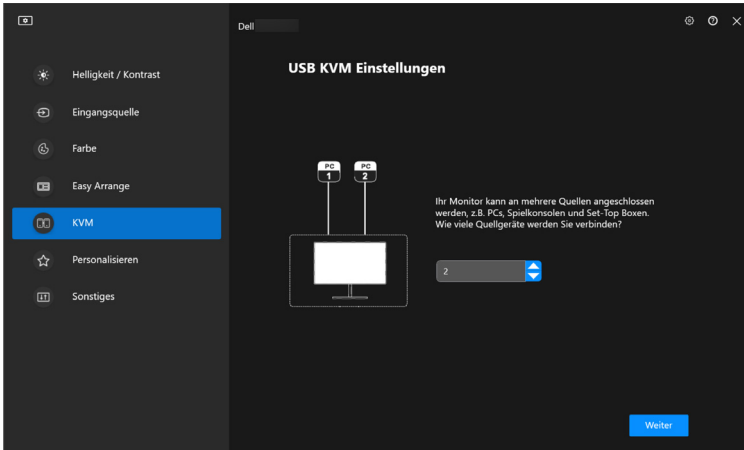 Dell
Helligkeit / Kontrast
Eingangsquelle
Farbe
Easy Arrange
KVM
Personalisieren
Sonstiges
USB KVM Einstellungen
PC
1
PC
2
Ihr Monitor kann an mehrere Quellen angeschlossen
werden, z.B. PCs, Spielkonsolen und Set-Top Boxen.
Wie viele Quellgeräte werden Sie verbinden?
2
Weiter